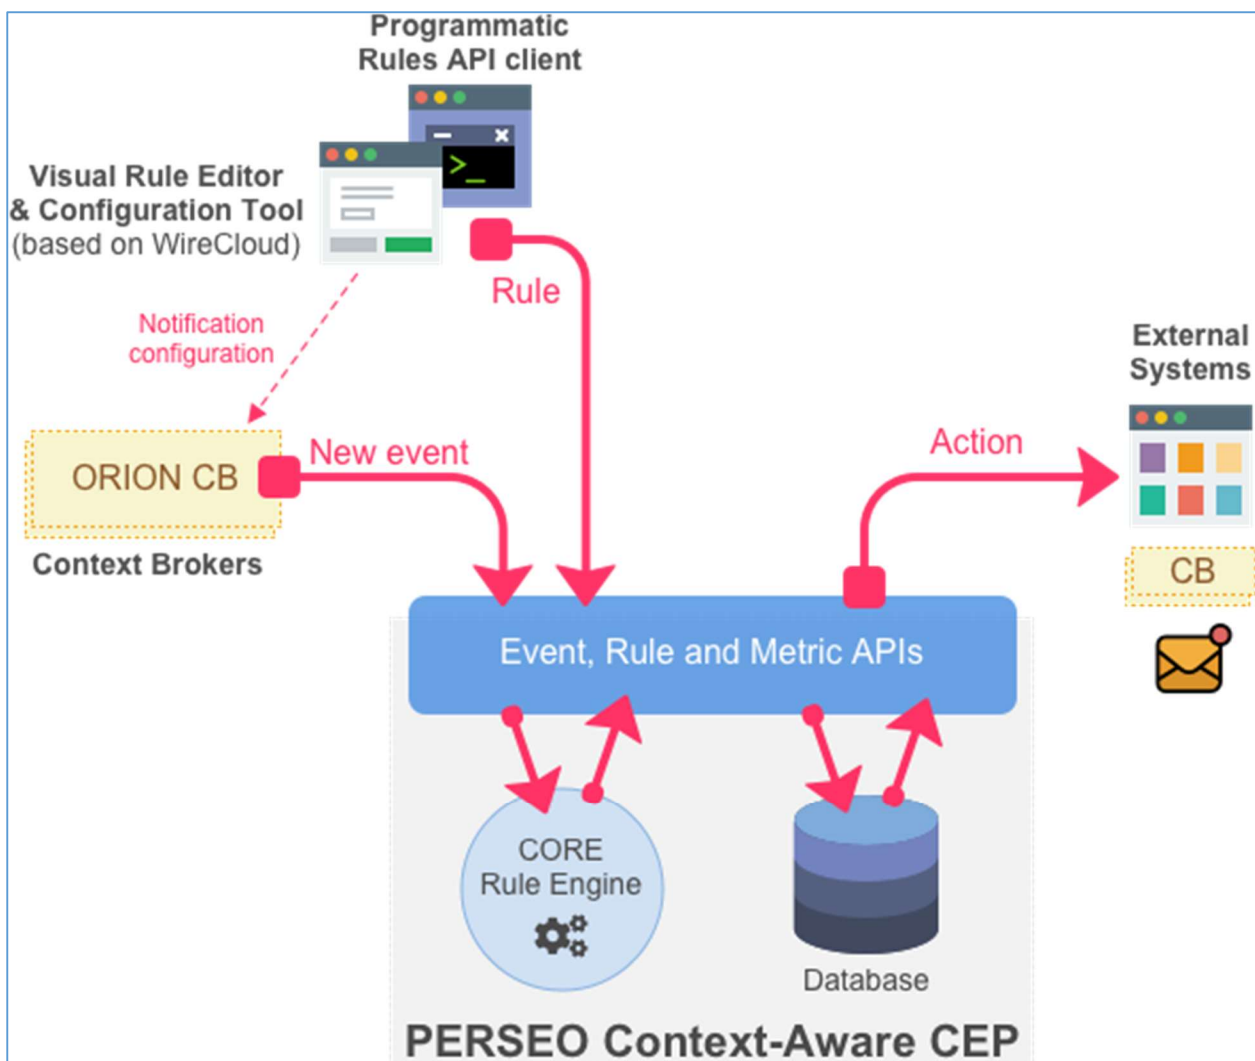 Programmatic
Rules API client
Visual Rule Editor
& Configuration Tool
(based on WireCloud)
>_
Rule
Notification
configuration
External
Systems
New event
Action
ORION CB
Context Brokers
CB
Event, Rule and Metric APIs
CORE
Rule Engine
Database
PERSEO Context-Aware CEP